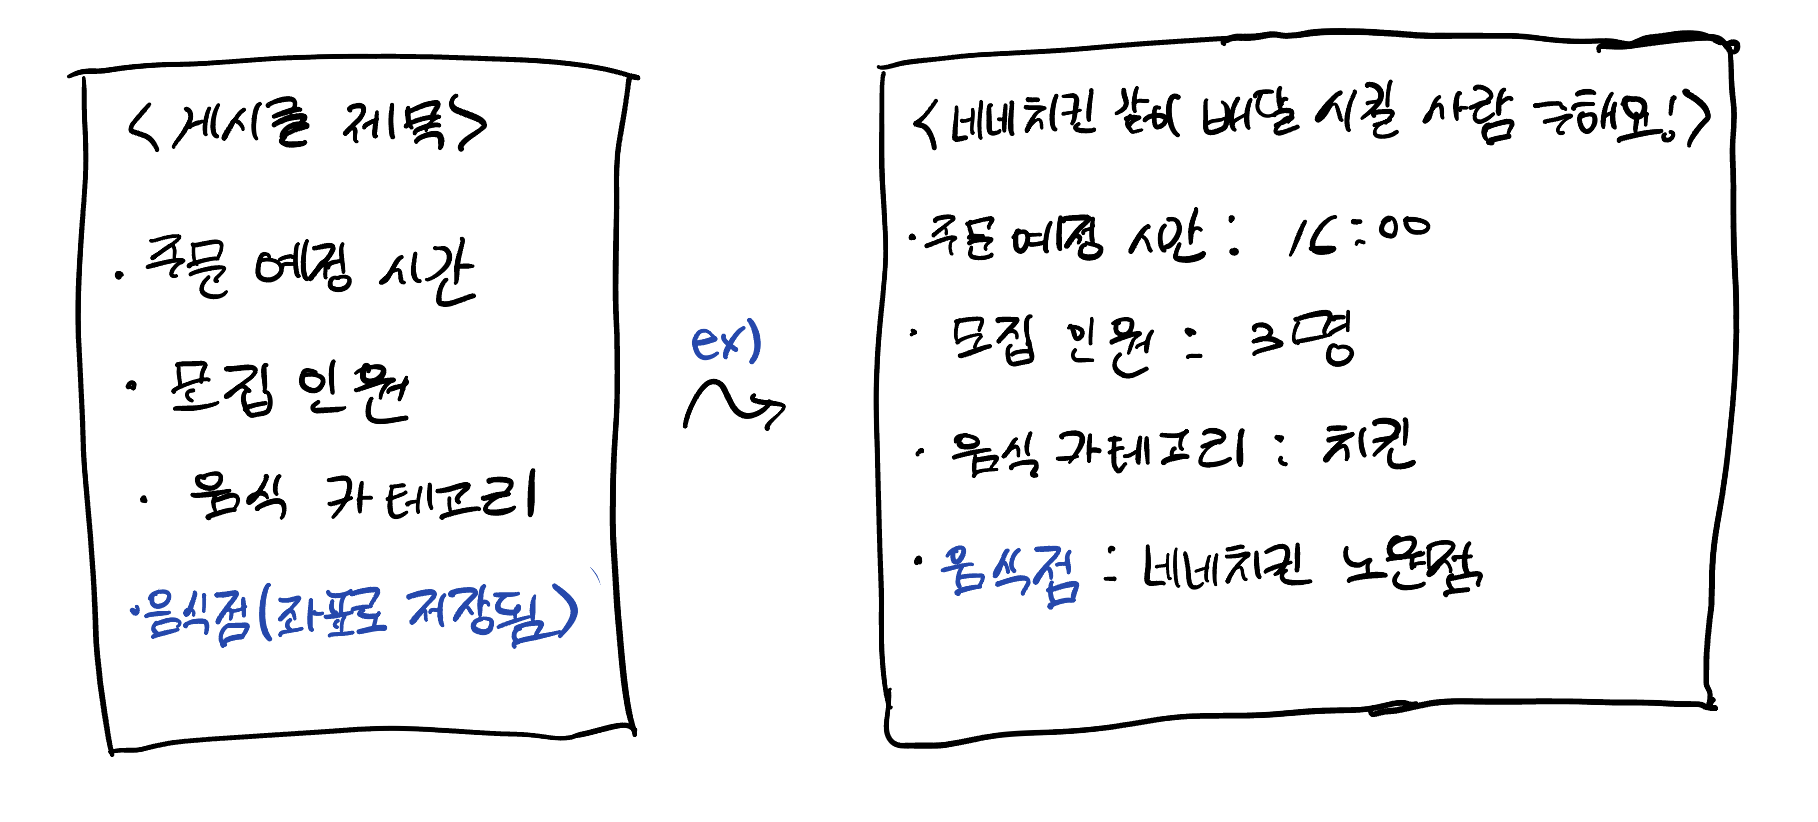 <게시글 제목>
· 주문 예정 시간
· 모집 인원
· 음식 카테고리
· 음식점(좌표로 저장됨)
ex)
<네네치킨 같이 배달 시킬 사람 구해요!>
· 주문 예정 시간 : 16:00
· 모집 인원 : 3명
· 음식 카테고리 : 치킨
· 음식점 : 네네치킨 노원점